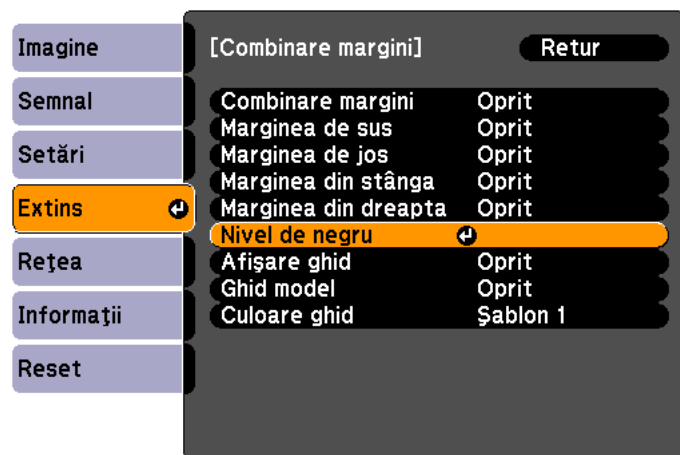 Imagine
Semnal
Setări
Extins
Reţea
Informaţii
Reset
[Combinare margini] Retur
Combinare margini Oprit
Marginea de sus Oprit
Marginea de jos Oprit
Marginea din stânga Oprit
Marginea din dreapta Oprit
Nivel de negru
Afişare ghid Oprit
Ghid model Oprit
Culoare ghid Şablon 1